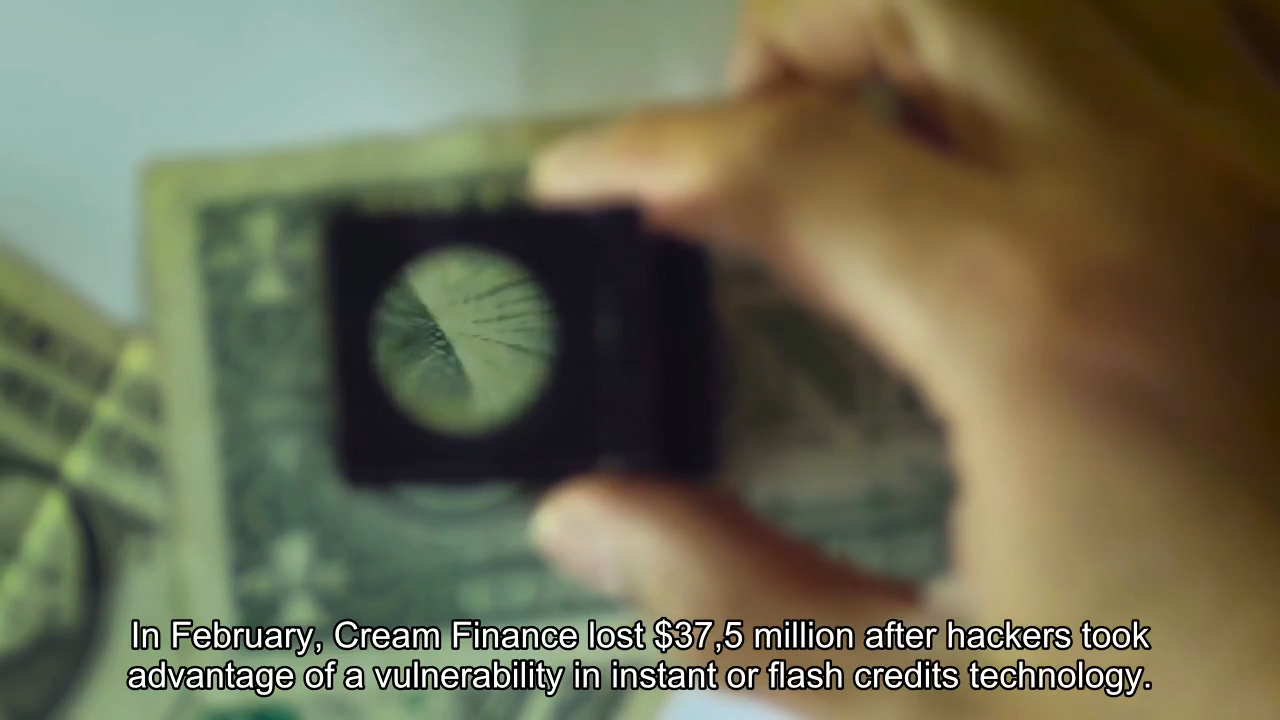 In February, Cream Finance lost $37,5 million after hackers took
advantage of a vulnerability in instant or flash credits technology.